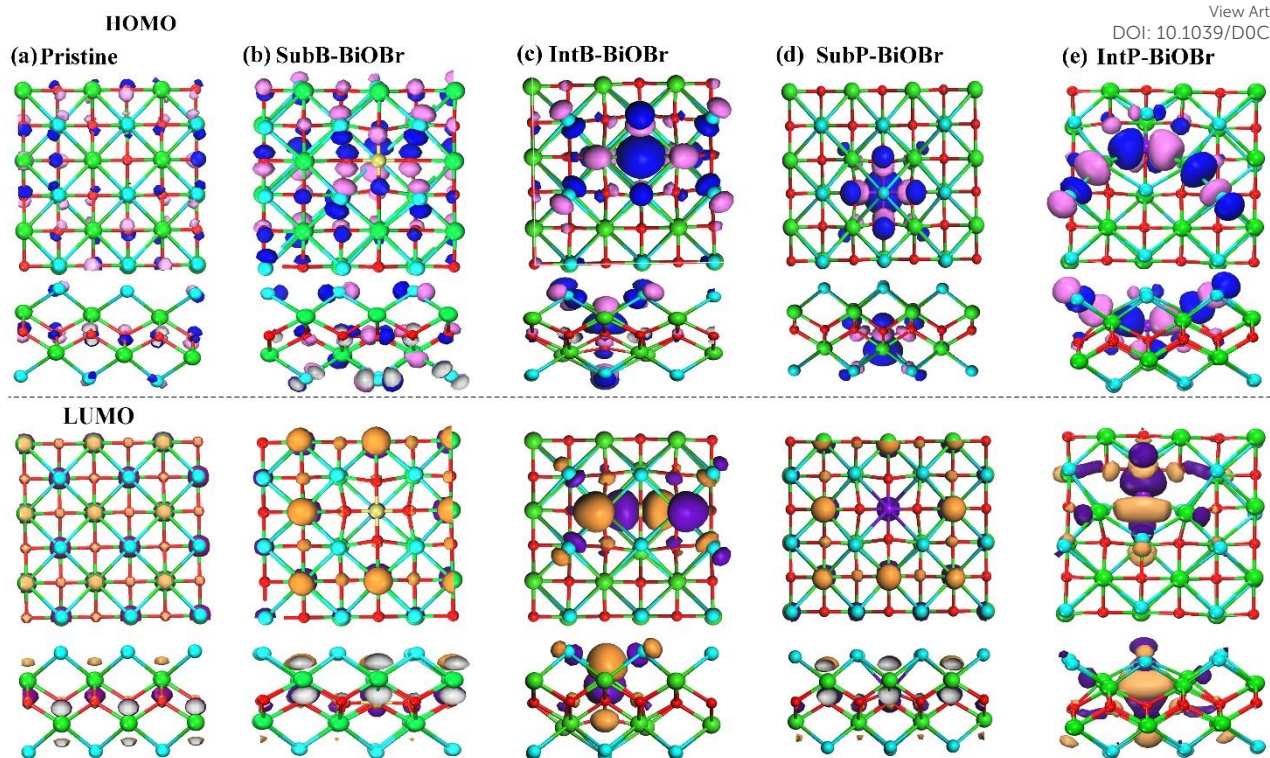 View Art
DOI: 10.1039/D0C
HOMO
(a) Pristine
(b) SubB-BiOBr
(c) IntB-BiOBr
(d) SubP-BiOBr
(e) IntP-BiOBr
LUMO